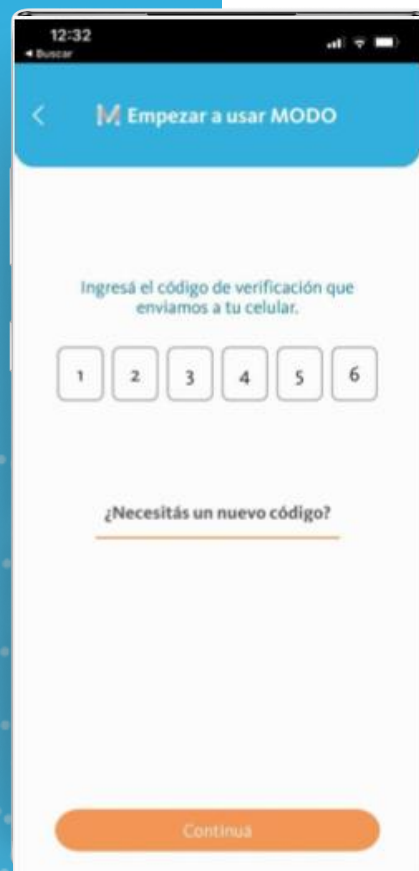 12:32
◀ Buscar
M Empezar a usar MODO
Ingresá el código de verificación que
enviamos a tu celular.
1 2 3 4 5 6
¿Necesitás un nuevo código?
Continuá